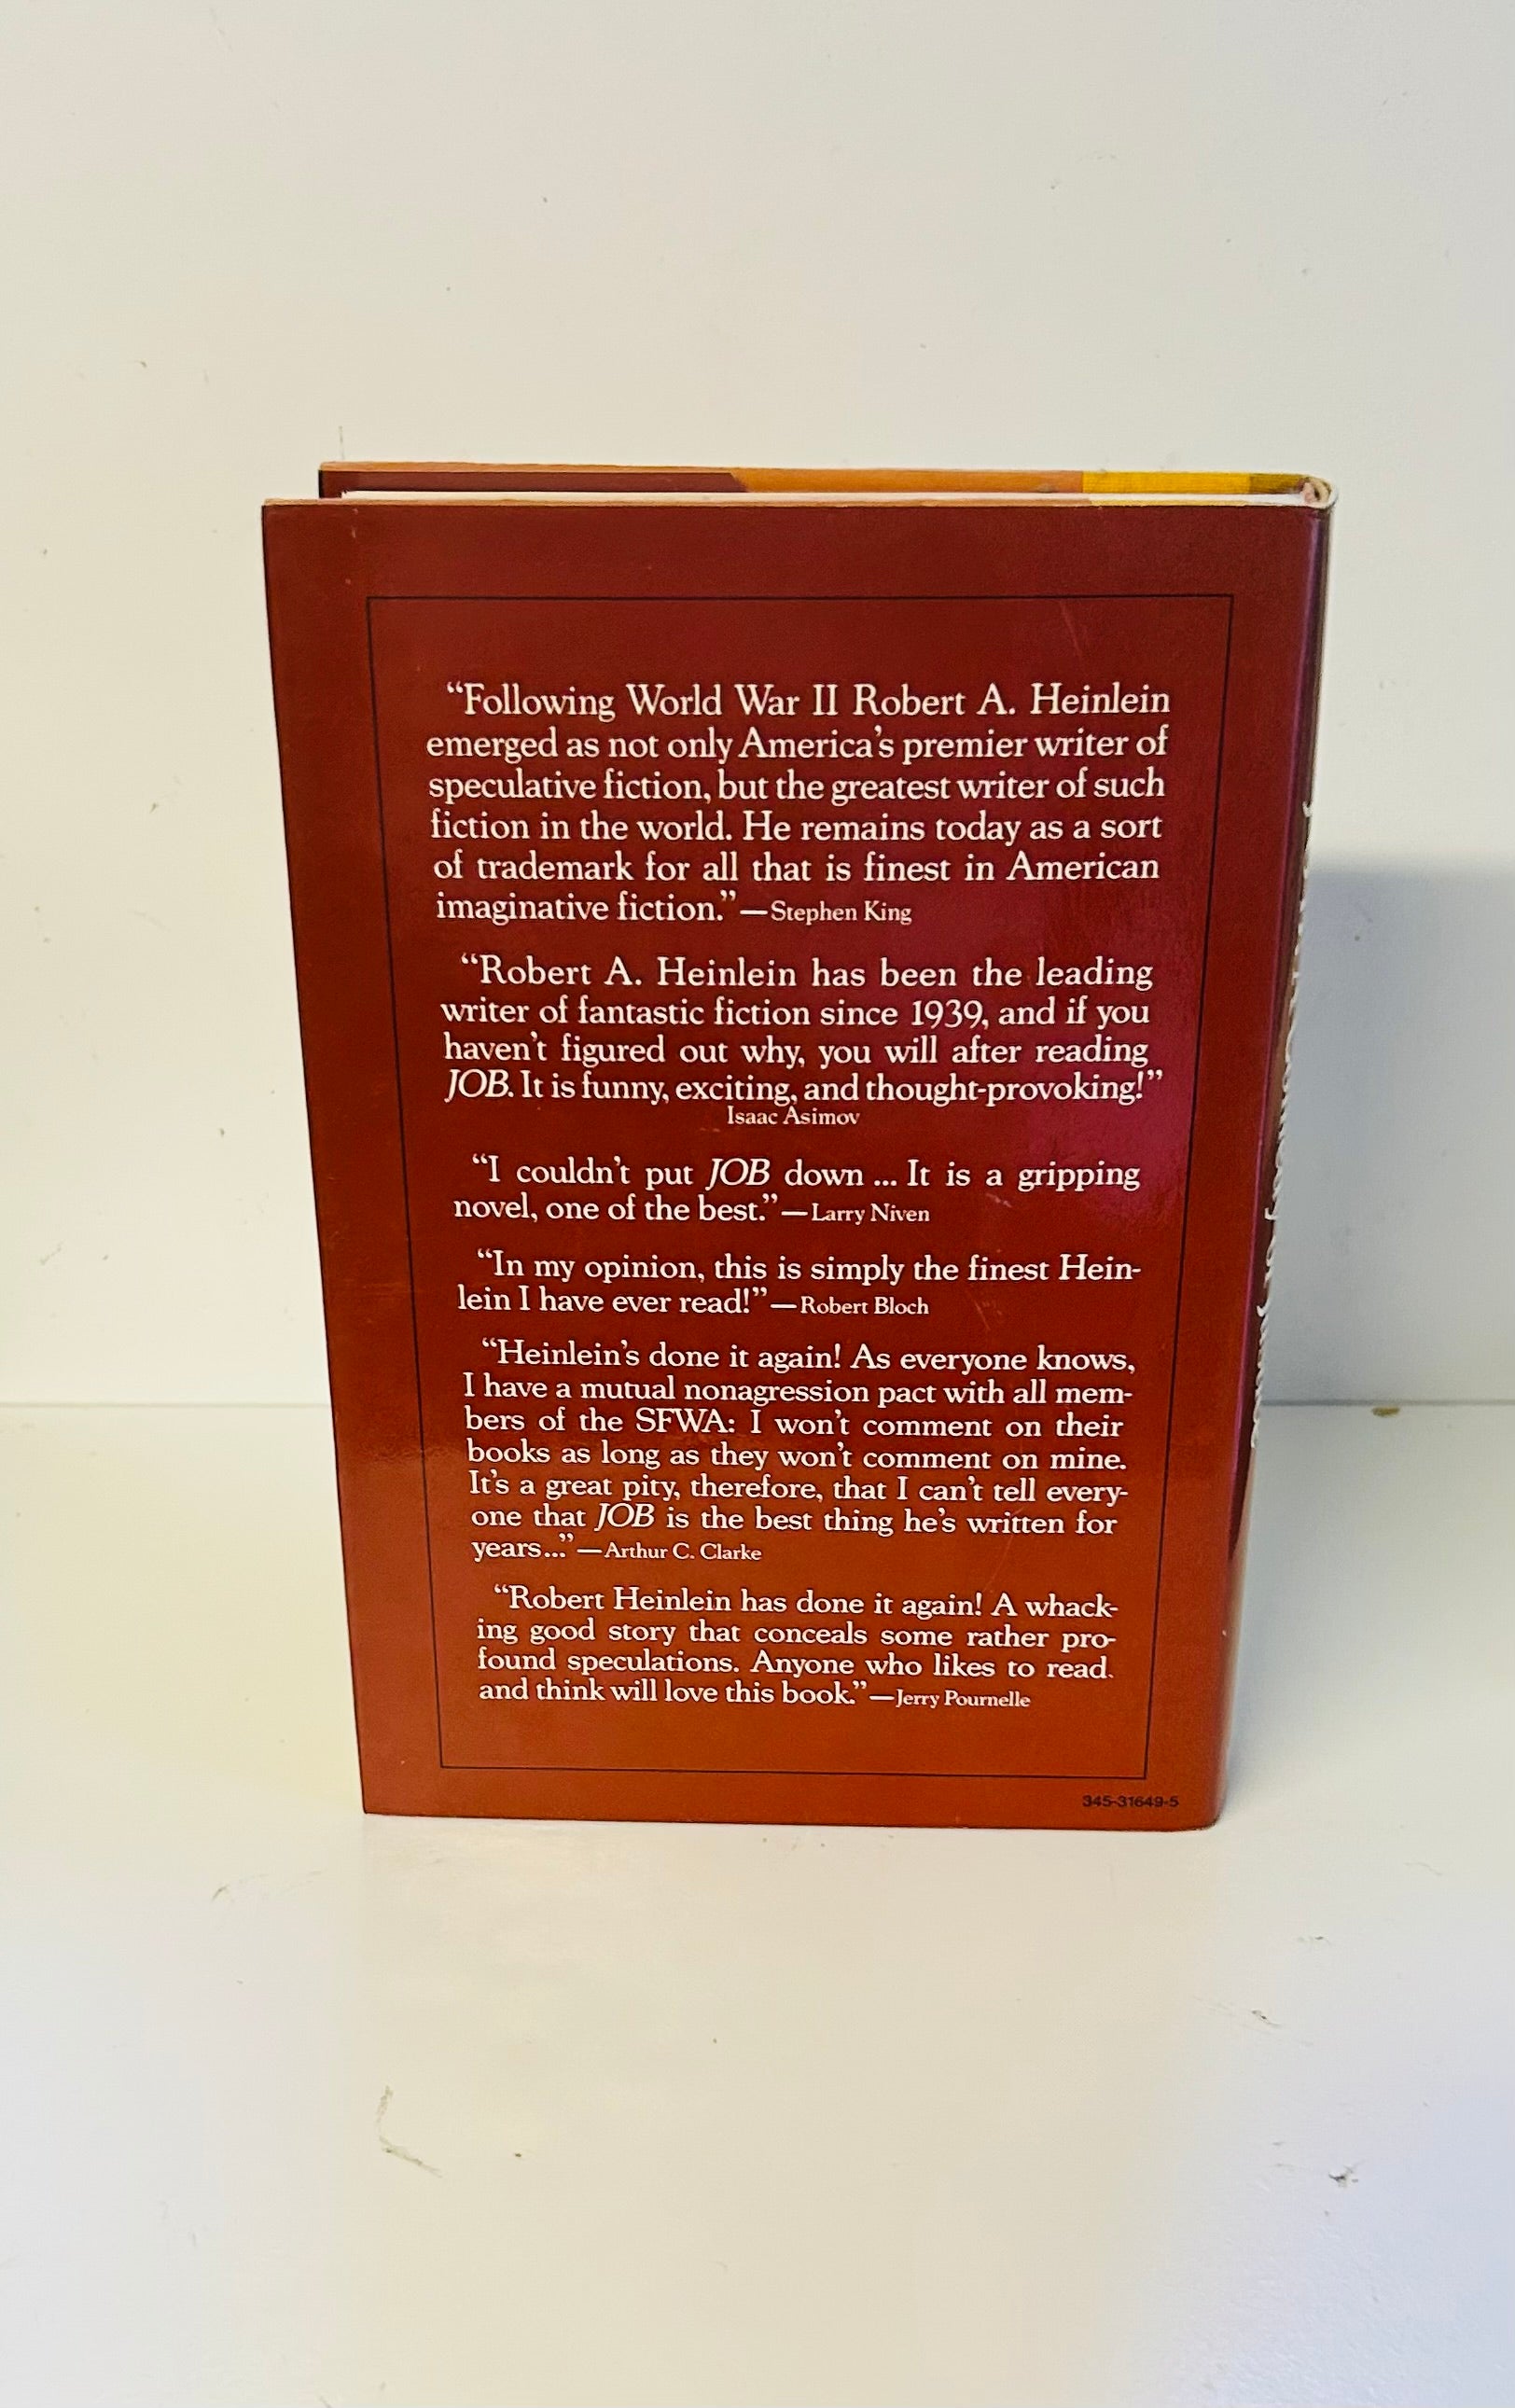 “Following World War II Robert A. Heinlein
emerged as not only America’s premier writer of
speculative fiction, but the greatest writer of such
fiction in the world. He remains today as a sort
of trademark for all that is finest in American
imaginative fiction.”—Stephen King
“Robert A. Heinlein has been the leading
writer of fantastic fiction since 1939, and if you
haven’t figured out why, you will after reading
JOB. It is funny, exciting, and thought-provoking!”
Isaac Asimov
“I couldn’t put JOB down ... It is a gripping
novel, one of the best.”—Larry Niven
“In my opinion, this is simply the finest Hein-
lein I have ever read!”—Robert Bloch
“Heinlein’s done it again! As everyone knows,
I have a mutual nonagression pact with all mem-
bers of the SFWA: I won’t comment on their
books as long as they won’t comment on mine.
It’s a great pity, therefore, that I can’t tell every-
one that JOB is the best thing he’s written for
years...”—Arthur C. Clarke
“Robert Heinlein has done it again! A whack-
ing good story that conceals some rather pro-
found speculations. Anyone who likes to read
and think will love this book.”—Jerry Pournelle
345-31649-5